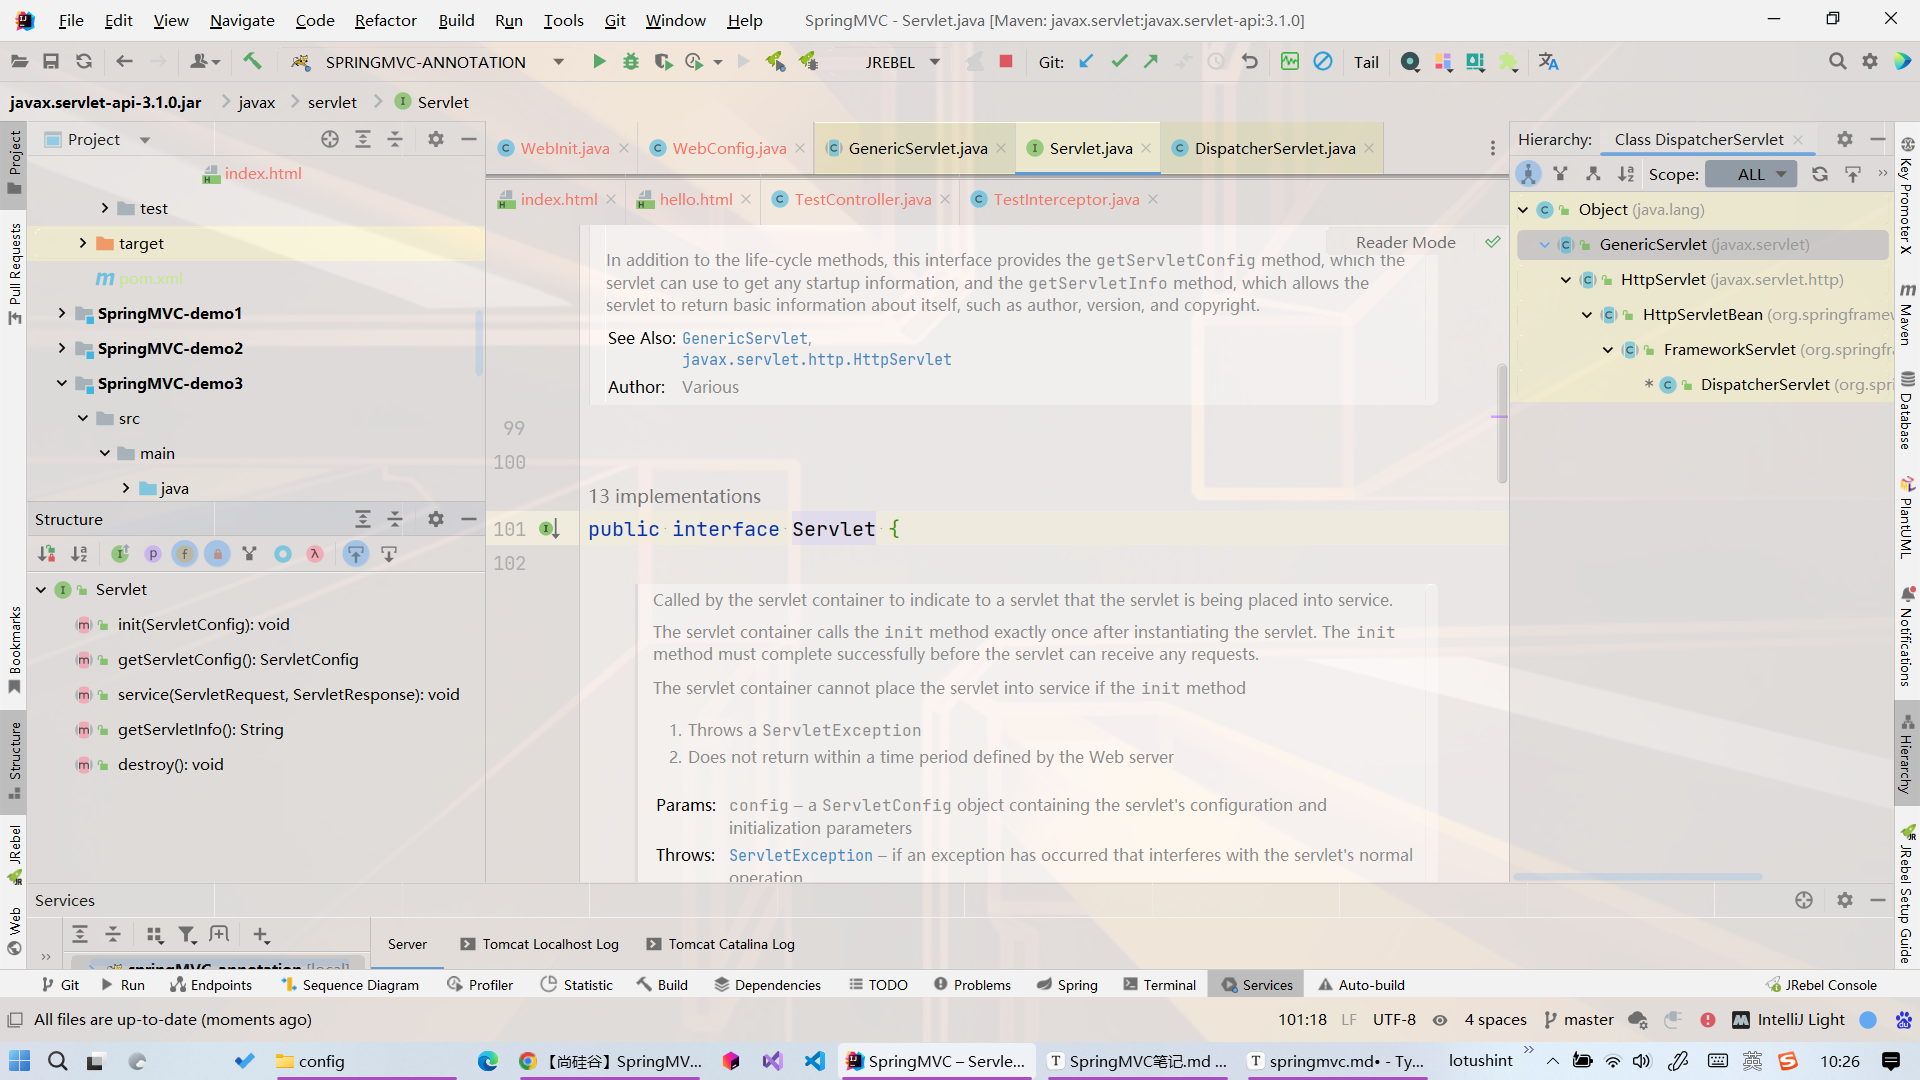 File Edit View Navigate Code Refactor Build Run Tools Git Window Help SpringMVC - Servlet.java [Maven: javax.servlet:javax.servlet-api:3.1.0]
SPRINGMVC-ANNOTATION JREBEL Git: Tail
javax.servlet-api-3.1.0.jar javax servlet Servlet
Project
index.html
test
target
pom.xml
SpringMVC-demo1
SpringMVC-demo2
SpringMVC-demo3
src
main
java
Structure
Servlet
init(ServletConfig): void
getServletConfig(): ServletConfig
service(ServletRequest, ServletResponse): void
getServletInfo(): String
destroy(): void
Project
Pull Requests
Bookmarks
Structure
JRebel
Web
WebInit.java WebConfig.java GenericServlet.java Servlet.java DispatcherServlet.java
index.html hello.html TestController.java TestInterceptor.java
Reader Mode
In addition to the life-cycle methods, this interface provides the getServletConfig method, which the
servlet can use to get any startup information, and the getServletInfo method, which allows the
servlet to return basic information about itself, such as author, version, and copyright.
See Also: GenericServlet,
javax.servlet.http.HttpServlet
Author: Various
99
100
13 implementations
101 public interface Servlet {
102
Called by the servlet container to indicate to a servlet that the servlet is being placed into service.
The servlet container calls the init method exactly once after instantiating the servlet. The init
method must complete successfully before the servlet can receive any requests.
The servlet container cannot place the servlet into service if the init method
1. Throws a ServletException
2. Does not return within a time period defined by the Web server
Params: config – a ServletConfig object containing the servlet's configuration and
initialization parameters
Throws: ServletException – if an exception has occurred that interferes with the servlet's normal
operation
Hierarchy: Class DispatcherServlet
Scope: ALL
Object (java.lang)
GenericServlet (javax.servlet)
HttpServlet (javax.servlet.http)
HttpServletBean (org.springframew
FrameworkServlet (org.springfra
* DispatcherServlet (org.spri
Key Promoter X
Maven
Database
PlantUML
Notifications
Hierarchy
JRebel Setup Guide
Services
Server Tomcat Localhost Log Tomcat Catalina Log
springMVC-annotation [local]
Git Run Endpoints Sequence Diagram Profiler Statistic Build Dependencies TODO Problems Spring Terminal Services Auto-build JRebel Console
All files are up-to-date (moments ago) 101:18 LF UTF-8 4 spaces master IntelliJ Light
config 【尚硅谷】SpringMV... SpringMVC – Servle... SpringMVC笔记.md ... springmvc.md• - Ty... lotushint 英 10:26